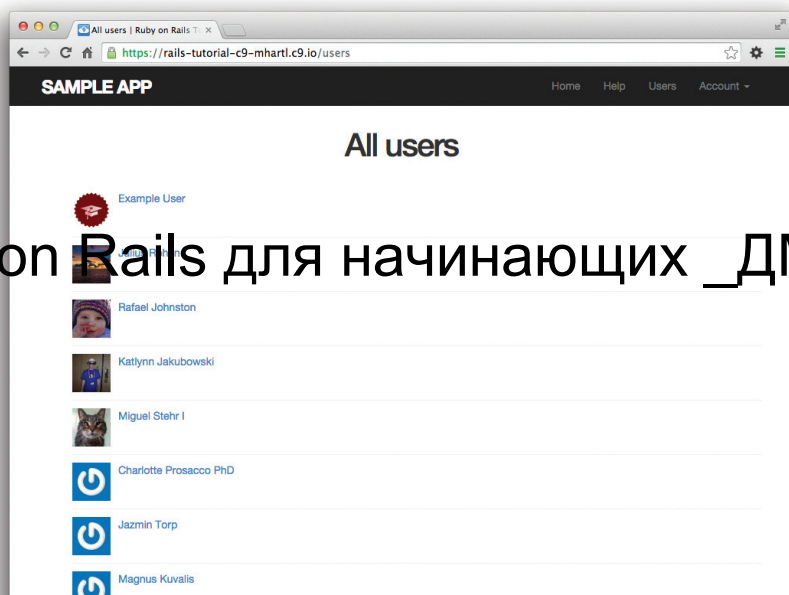 All users | Ruby on Rails T
https://rails-tutorial-c9-mhartl.c9.io/users
SAMPLE APP
Home Help Users Account
All users
Example User
on Rails для начинающих _ДМ
Rafael Johnston
Katlynn Jakubowski
Miguel Stehr I
Charlotte Prosacco PhD
Jazmin Torp
Magnus Kuvalis